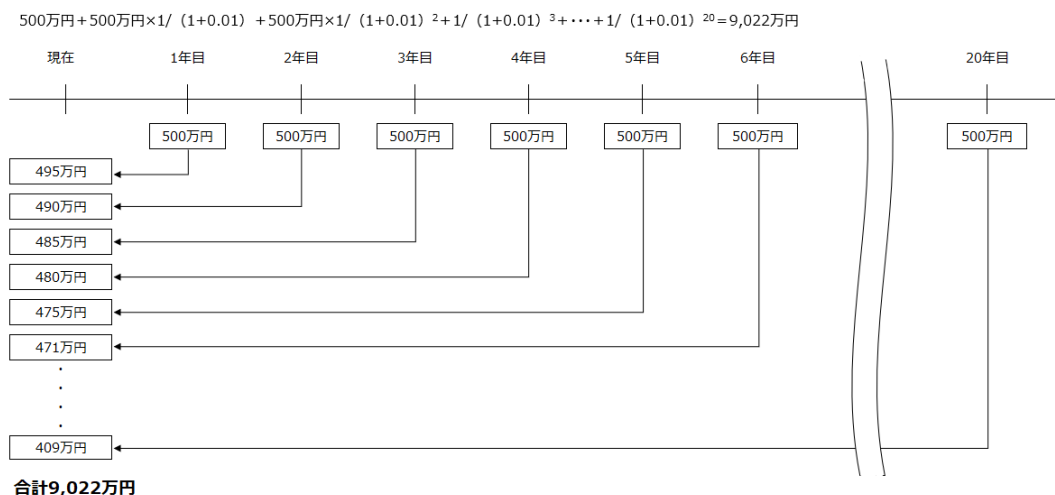 500万円＋500万円×1/（1+0.01）＋500万円×1/（1+0.01）²＋1/（1+0.01）³＋・・・＋1/（1+0.01）²⁰＝9,022万円
現在 1年目 2年目 3年目 4年目 5年目 6年目 20年目
500万円 500万円 500万円 500万円 500万円 500万円 500万円
495万円
490万円
485万円
480万円
475万円
471万円
・
・
・
・
409万円
合計9,022万円